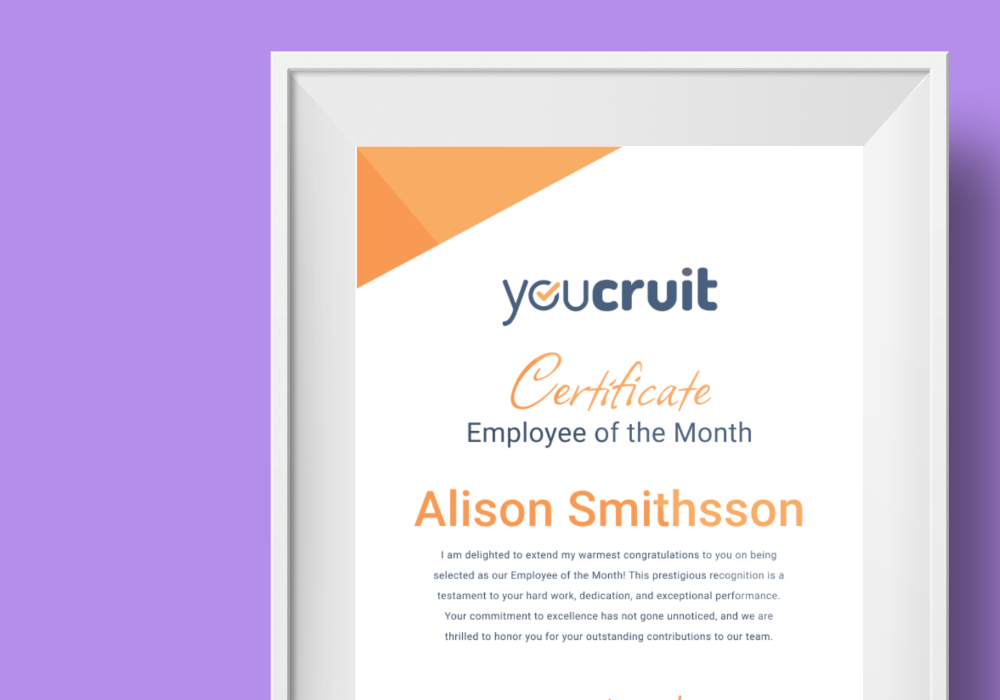 youcruit
Certificate
Employee of the Month
Alison Smithsson
I am delighted to extend my warmest congratulations to you on being
selected as our Employee of the Month! This prestigious recognition is a
testament to your hard work, dedication, and exceptional performance.
Your commitment to excellence has not gone unnoticed, and we are
thrilled to honor you for your outstanding contributions to our team.